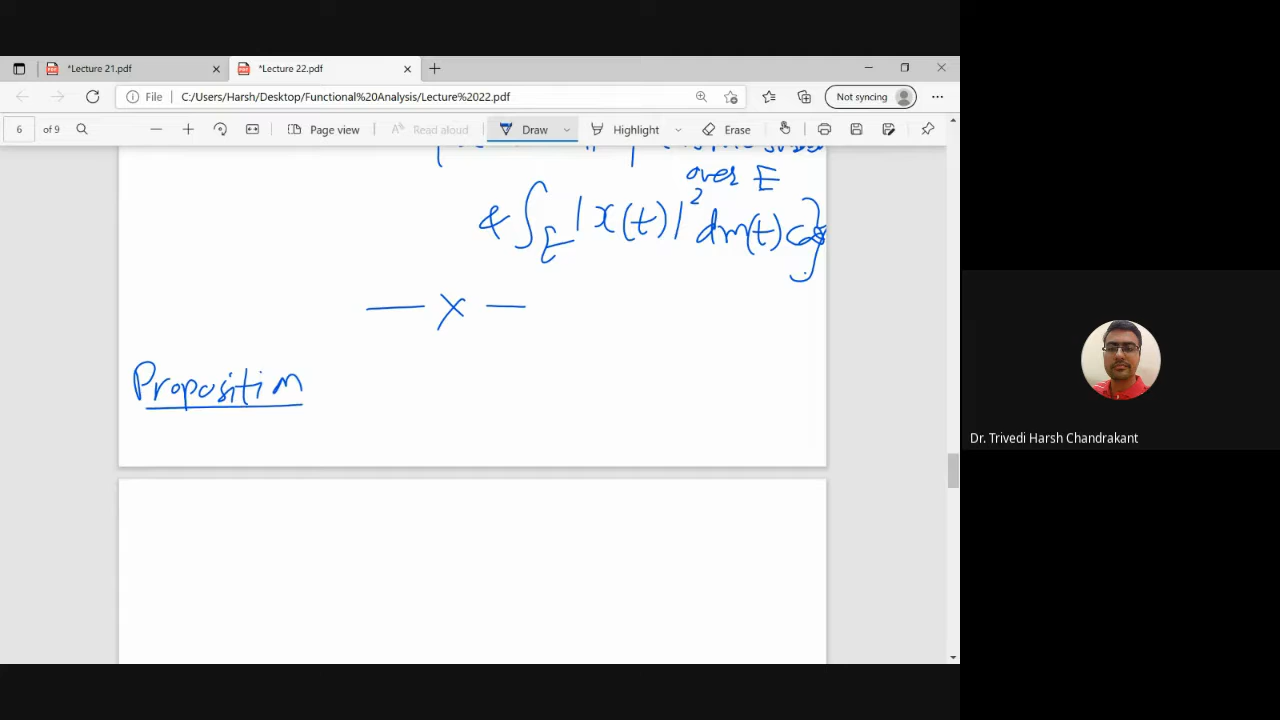 *Lecture 21.pdf
*Lecture 22.pdf
File C:/Users/Harsh/Desktop/Functional%20Analysis/Lecture%2022.pdf
Not syncing
6 of 9
Page view
Read aloud
Draw
Highlight
Erase
over E
& ∫_E |x(t)|² dm(t) < ∞}
— x —
Proposition
Dr. Trivedi Harsh Chandrakant